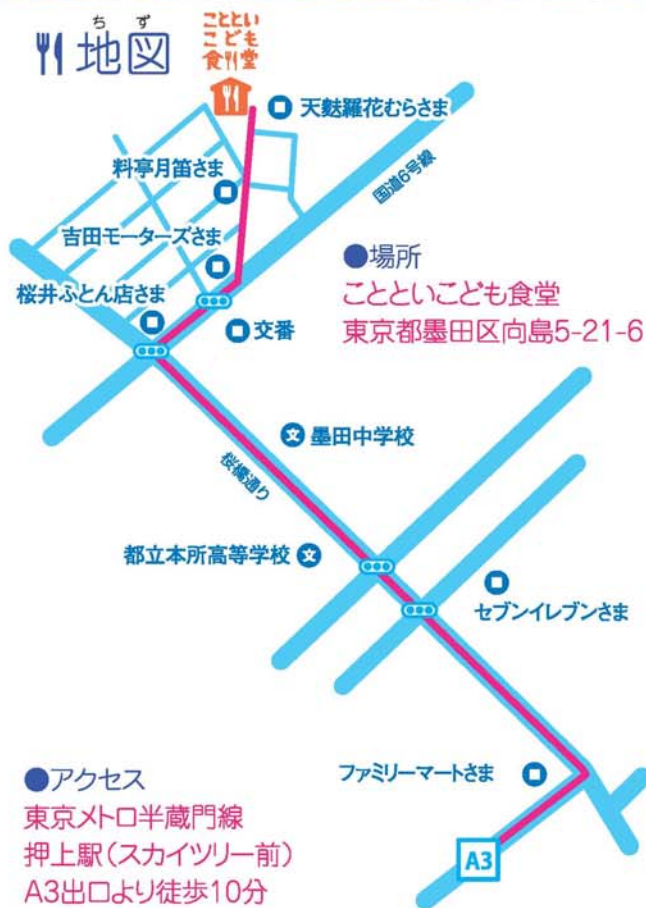 ちず
地図
こととい
こども
食堂
天麩羅花むらさま
国道6号線
料亭月笛さま
吉田モーターズさま
桜井ふとん店さま
交番
●場所
ことといこども食堂
東京都墨田区向島5-21-6
文 墨田中学校
桜橋通り
都立本所高等学校 文
セブンイレブンさま
ファミリーマートさま
A3
●アクセス
東京メトロ半蔵門線
押上駅(スカイツリー前)
A3出口より徒歩10分